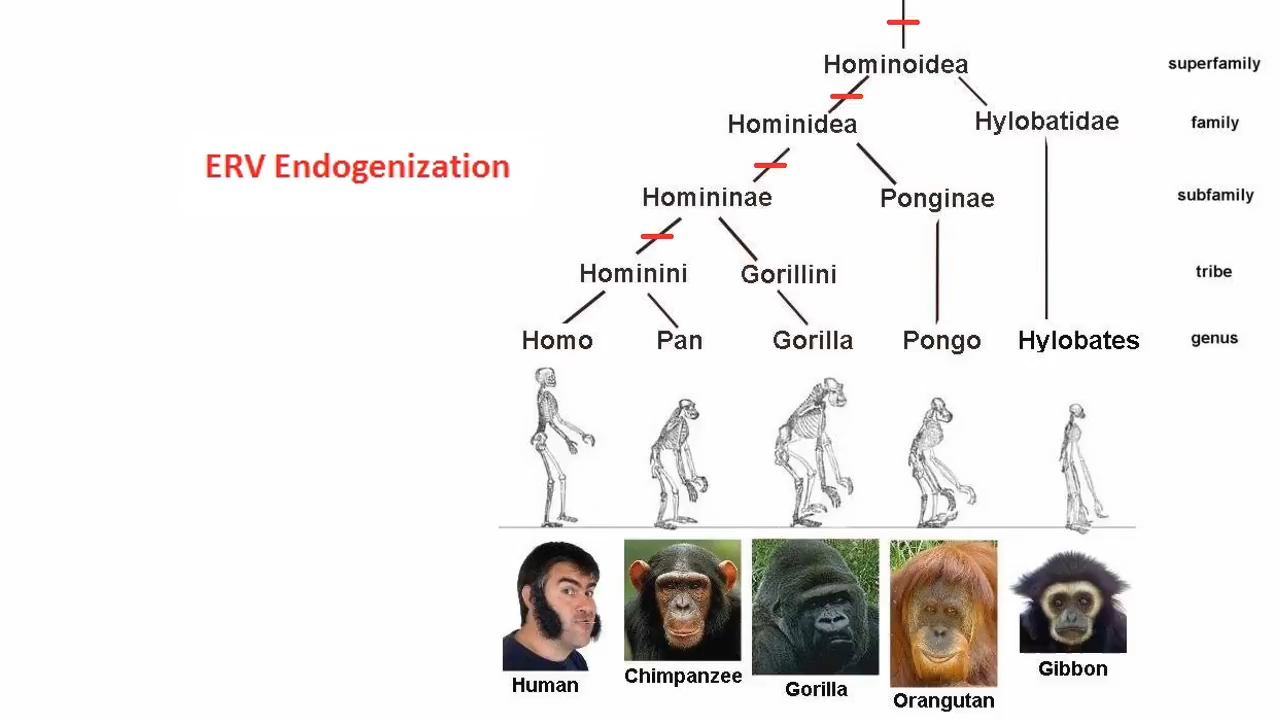 Hominoidea superfamily
Hominidea Hylobatidae family
ERV Endogenization
Homininae Ponginae subfamily
Hominini Gorillini tribe
Homo Pan Gorilla Pongo Hylobates genus
Human Chimpanzee Gorilla Orangutan Gibbon